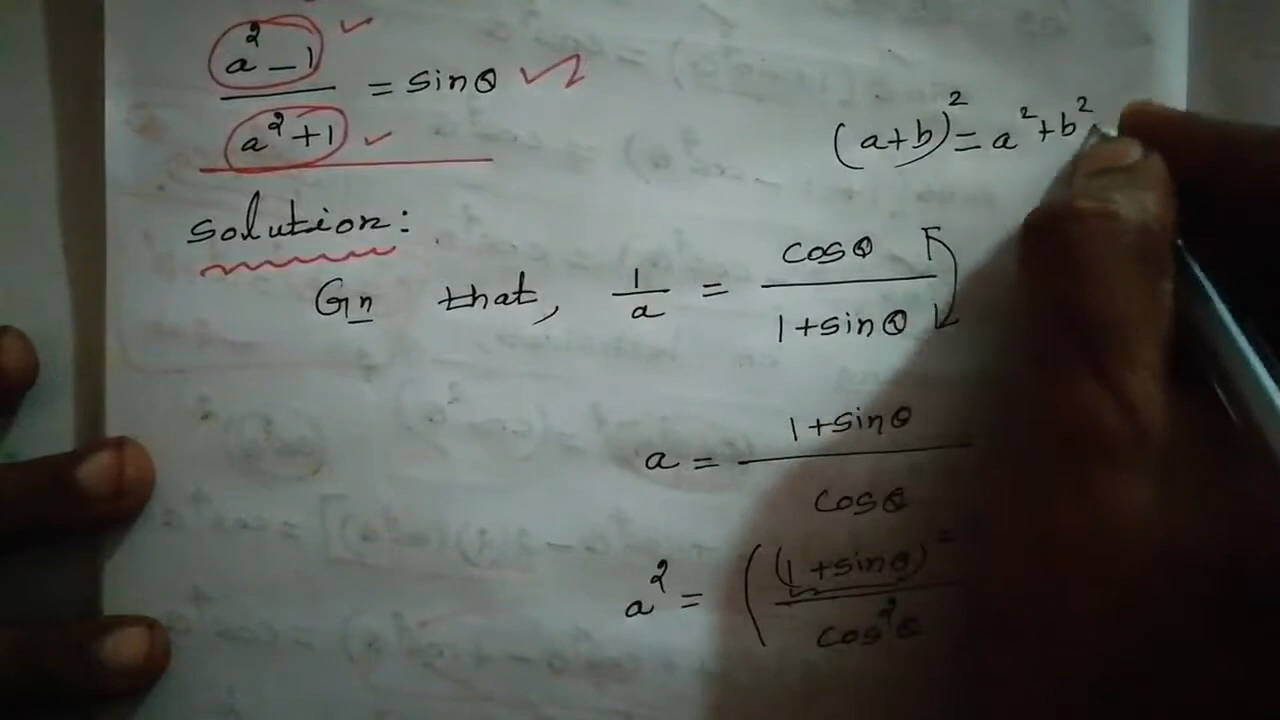 a² - 1
——— = sinθ
a² + 1
(a+b)² = a² + b²
Solution:
Gn that, 1/a = cosθ / 1+sinθ
a = 1+sinθ / cosθ
a² = ( (1+sinθ)² / cos²θ